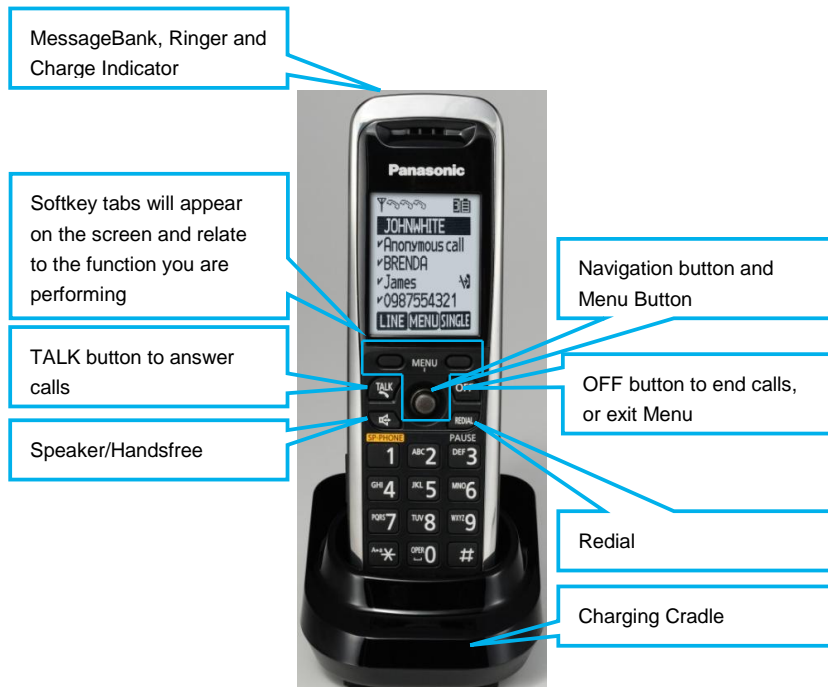 MessageBank, Ringer and
Charge Indicator
Panasonic
3
JOHNWHITE
Anonymous call
BRENDA
James
0987554321
LINE MENU SINGLE
Softkey tabs will appear
on the screen and relate
to the function you are
performing
Navigation button and
Menu Button
MENU
TALK button to answer
calls
TALK
OFF
OFF button to end calls,
or exit Menu
Speaker/Handsfree
REDIAL
SP-PHONE PAUSE
1 ABC 2 DEF 3
GHI 4 JKL 5 MNO 6
PQRS 7 TUV 8 WXYZ 9
A→a * OPER 0 #
Redial
Charging Cradle